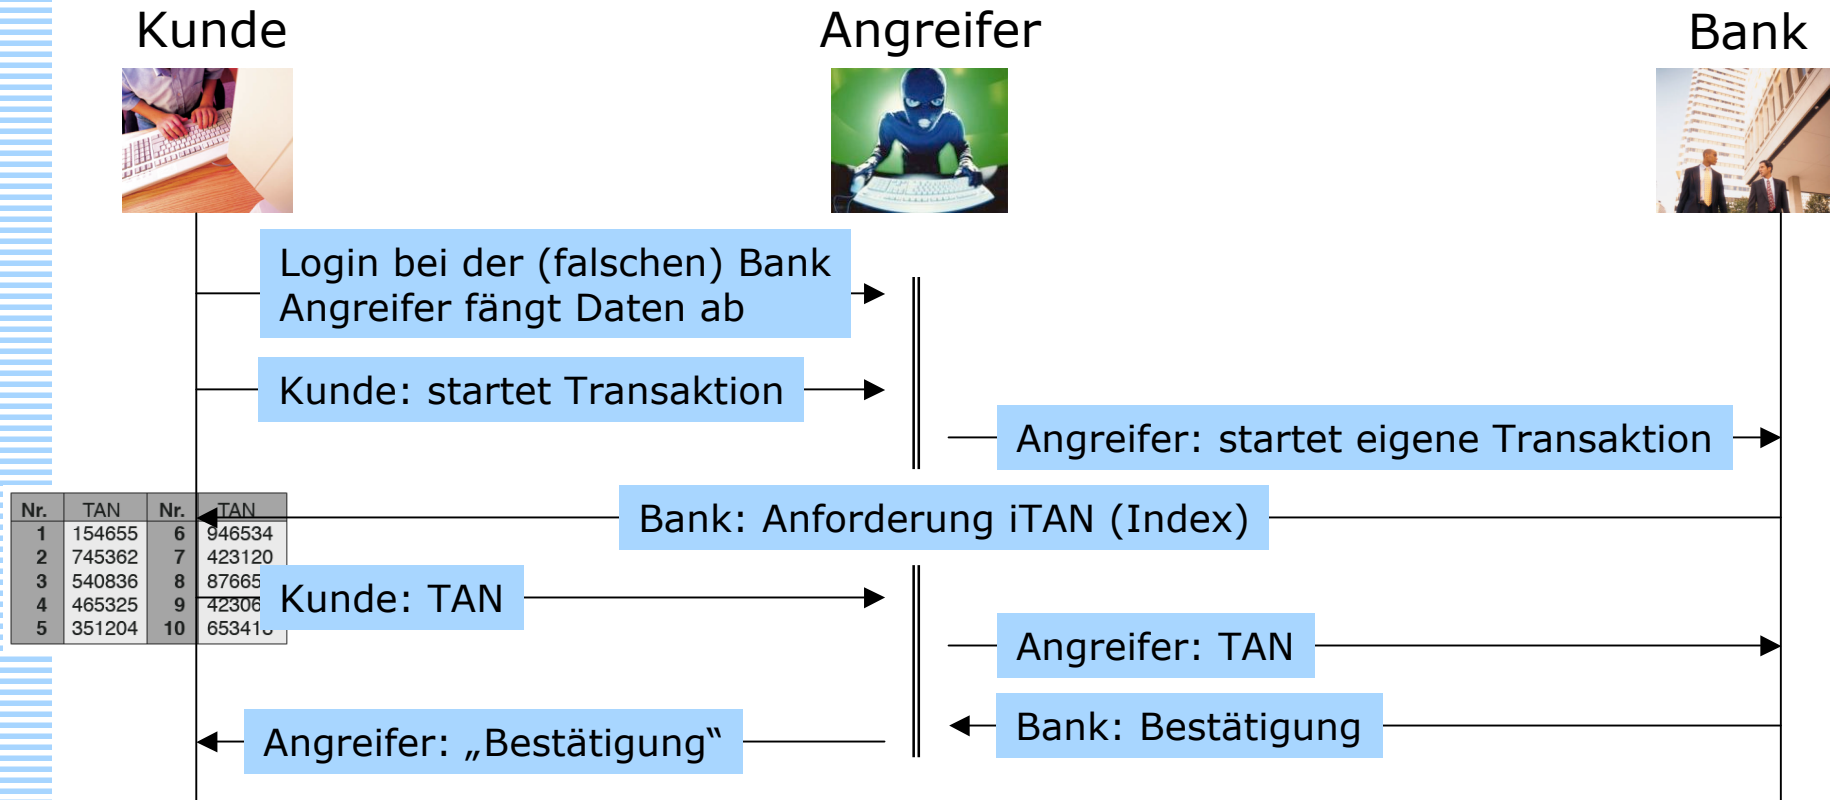 Kunde
Angreifer
Bank
Login bei der (falschen) Bank
Angreifer fängt Daten ab
Kunde: startet Transaktion
Angreifer: startet eigene Transaktion
Bank: Anforderung iTAN (Index)
Nr. TAN Nr. TAN
1 154655 6 946534
2 745362 7 423120
3 540836 8
4 465325 9
5 351204 10
Kunde: TAN
Angreifer: TAN
Bank: Bestätigung
Angreifer: „Bestätigung“